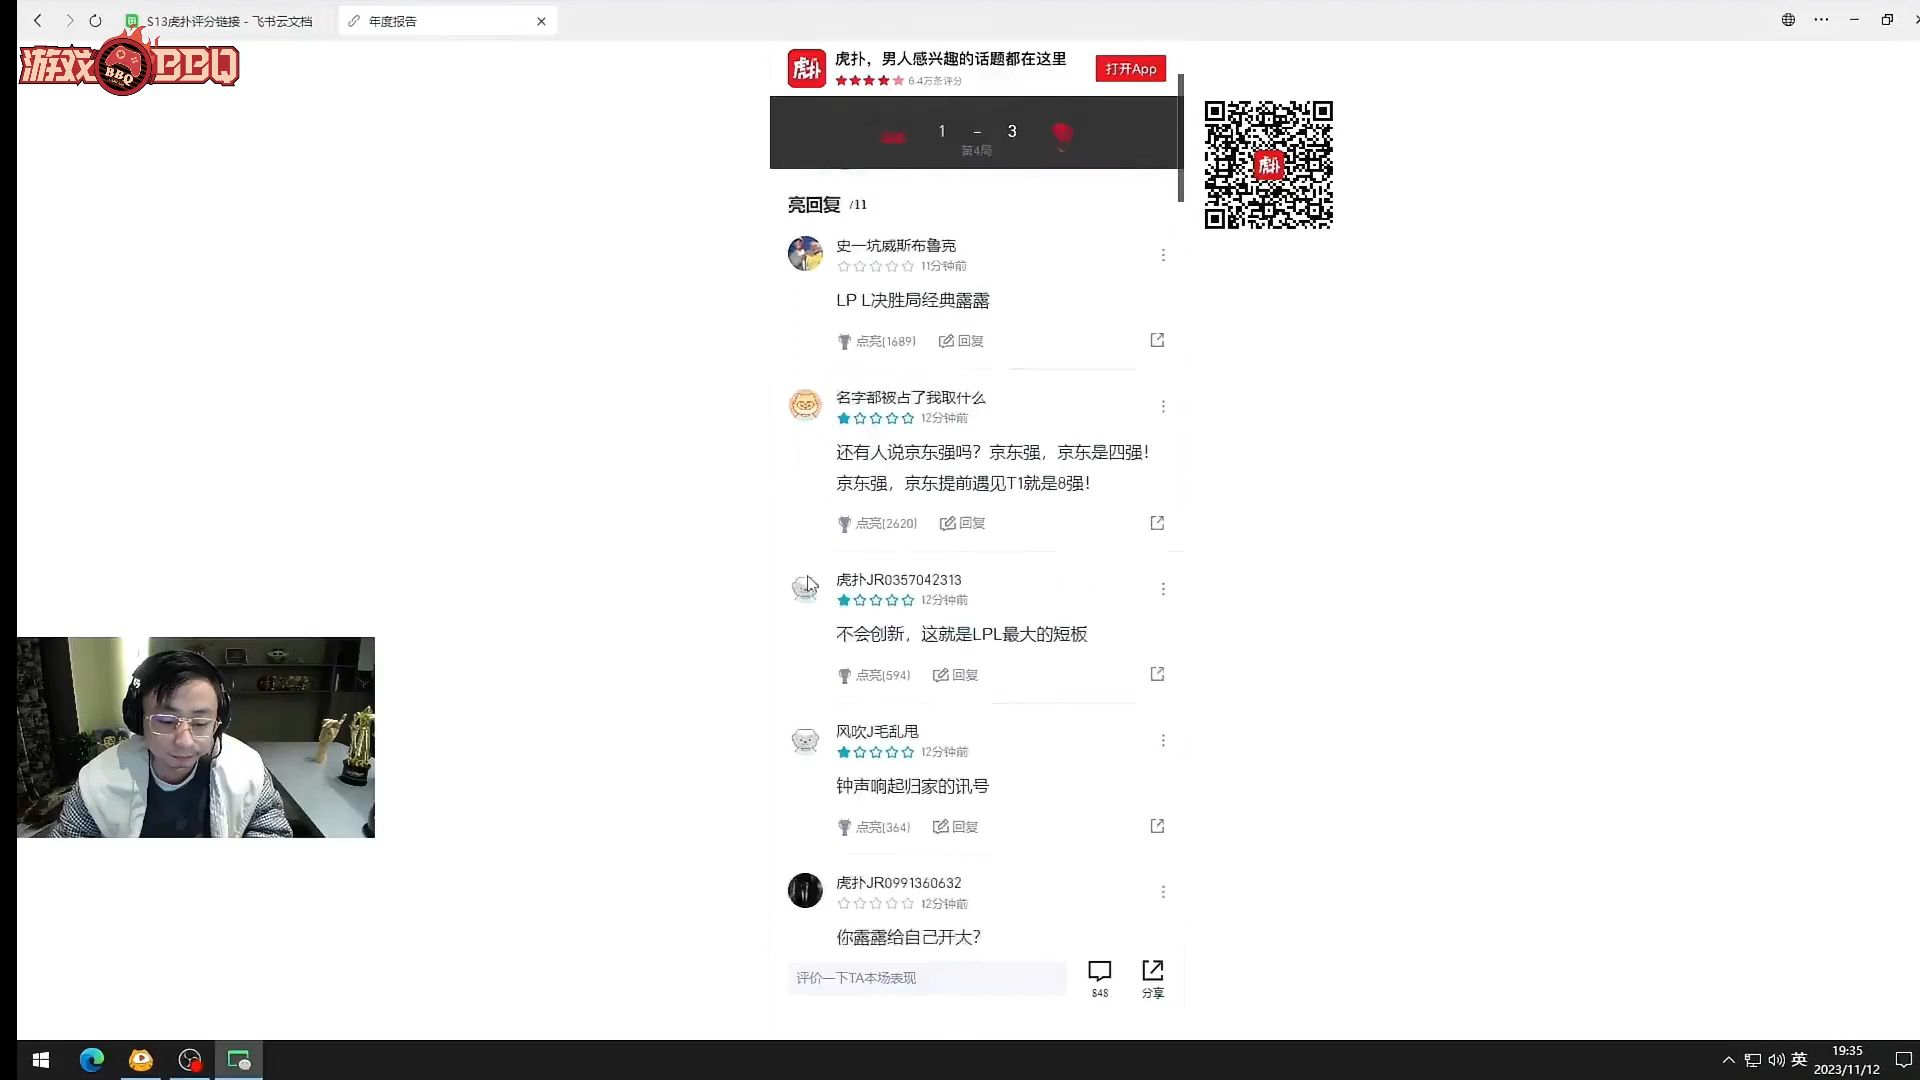 S13虎扑评分链接 - 飞书云文档
年度报告
游戏BBQ
BBQ
虎扑，男人感兴趣的话题都在这里
6.4万条评分
打开App
1 - 3
第4局
虎扑
亮回复 /11
史一坑威斯布鲁克
11分钟前
LP L决胜局经典露露
点亮(1689) 回复
名字都被占了我取什么
12分钟前
还有人说京东强吗？京东强，京东是四强！
京东强，京东提前遇见T1就是8强！
点亮(2620) 回复
虎扑JR0357042313
12分钟前
不会创新，这就是LPL最大的短板
点亮(594) 回复
风吹J毛乱甩
12分钟前
钟声响起归家的讯号
点亮(364) 回复
虎扑JR0991360632
12分钟前
你露露给自己开大？
评价一下TA本场表现
848
分享
英
19:35
2023/11/12